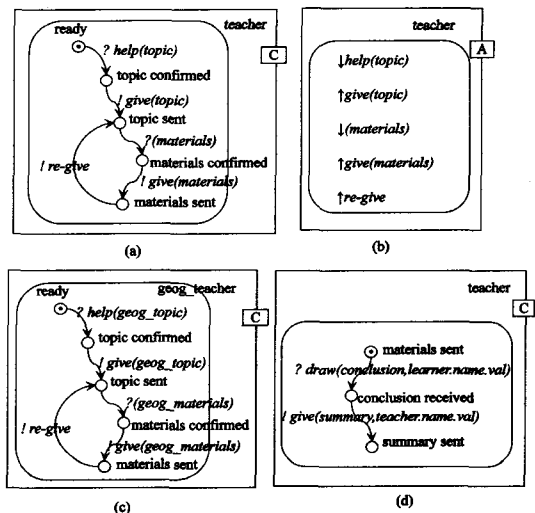 teacher
C
ready
? help(topic)
topic confirmed
! give(topic)
topic sent
?(materials)
! re-give
materials confirmed
! give(materials)
materials sent
(a)
teacher
A
↓help(topic)
↑give(topic)
↓(materials)
↑give(materials)
↑re-give
(b)
geog_teacher
C
ready
? help(geog_topic)
topic confirmed
! give(geog_topic)
topic sent
?(geog_materials)
! re-give
materials confirmed
! give(geog_materials)
materials sent
(c)
teacher
C
materials sent
? draw(conclusion,learner.name.val)
conclusion received
! give(summary,teacher.name.val)
summary sent
(d)